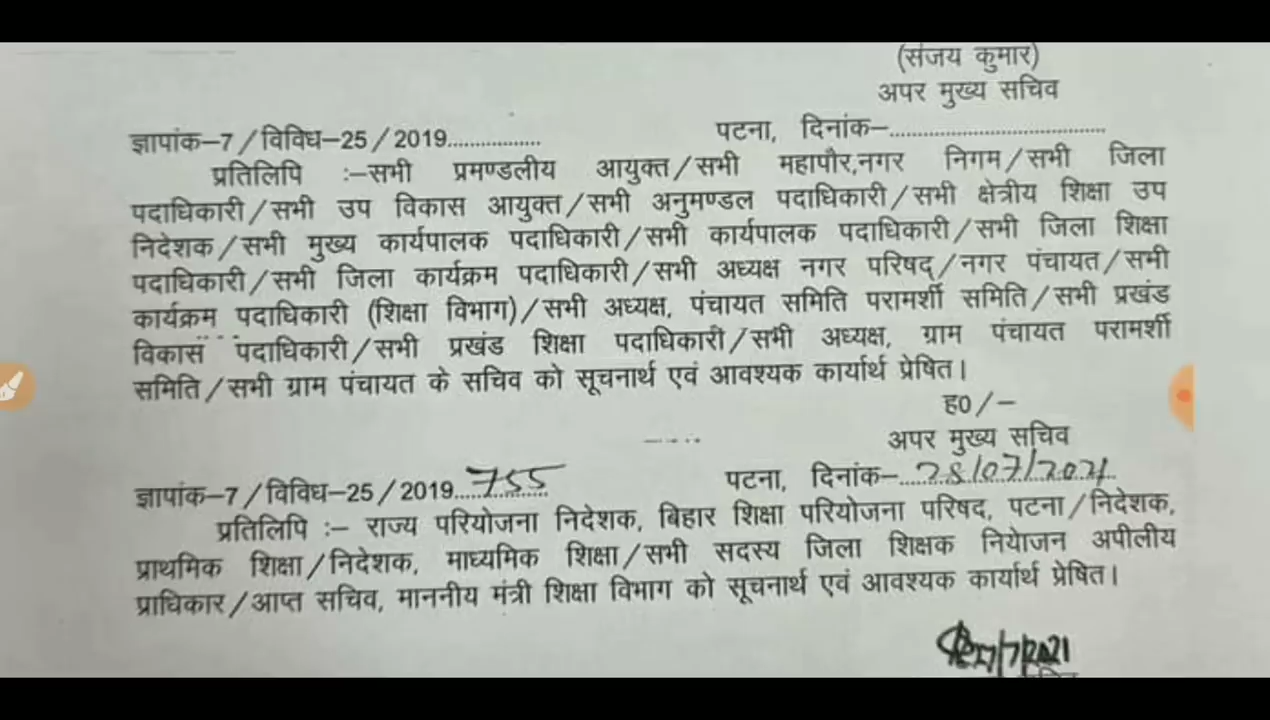 (संजय कुमार)
अपर मुख्य सचिव
ज्ञापांक–7/विविध–25/2019................. पटना, दिनांक–........................................
प्रतिलिपि :–सभी प्रमण्डलीय आयुक्त/सभी महापौर,नगर निगम/सभी जिला
पदाधिकारी/सभी उप विकास आयुक्त/सभी अनुमण्डल पदाधिकारी/सभी क्षेत्रीय शिक्षा उप
निदेशक/सभी मुख्य कार्यपालक पदाधिकारी/सभी कार्यपालक पदाधिकारी/सभी जिला शिक्षा
पदाधिकारी/सभी जिला कार्यक्रम पदाधिकारी/सभी अध्यक्ष नगर परिषद्/नगर पंचायत/सभी
कार्यक्रम पदाधिकारी (शिक्षा विभाग)/सभी अध्यक्ष, पंचायत समिति परामर्शी समिति/सभी प्रखंड
विकास पदाधिकारी/सभी प्रखंड शिक्षा पदाधिकारी/सभी अध्यक्ष, ग्राम पंचायत परामर्शी
समिति/सभी ग्राम पंचायत के सचिव को सूचनार्थ एवं आवश्यक कार्यार्थ प्रेषित।
ह0/–
अपर मुख्य सचिव
ज्ञापांक–7/विविध–25/2019....755 पटना, दिनांक–..28/07/2021
प्रतिलिपि :– राज्य परियोजना निदेशक, बिहार शिक्षा परियोजना परिषद, पटना/निदेशक,
प्राथमिक शिक्षा/निदेशक, माध्यमिक शिक्षा/सभी सदस्य जिला शिक्षक नियोजन अपीलीय
प्राधिकार/आप्त सचिव, माननीय मंत्री शिक्षा विभाग को सूचनार्थ एवं आवश्यक कार्यार्थ प्रेषित।